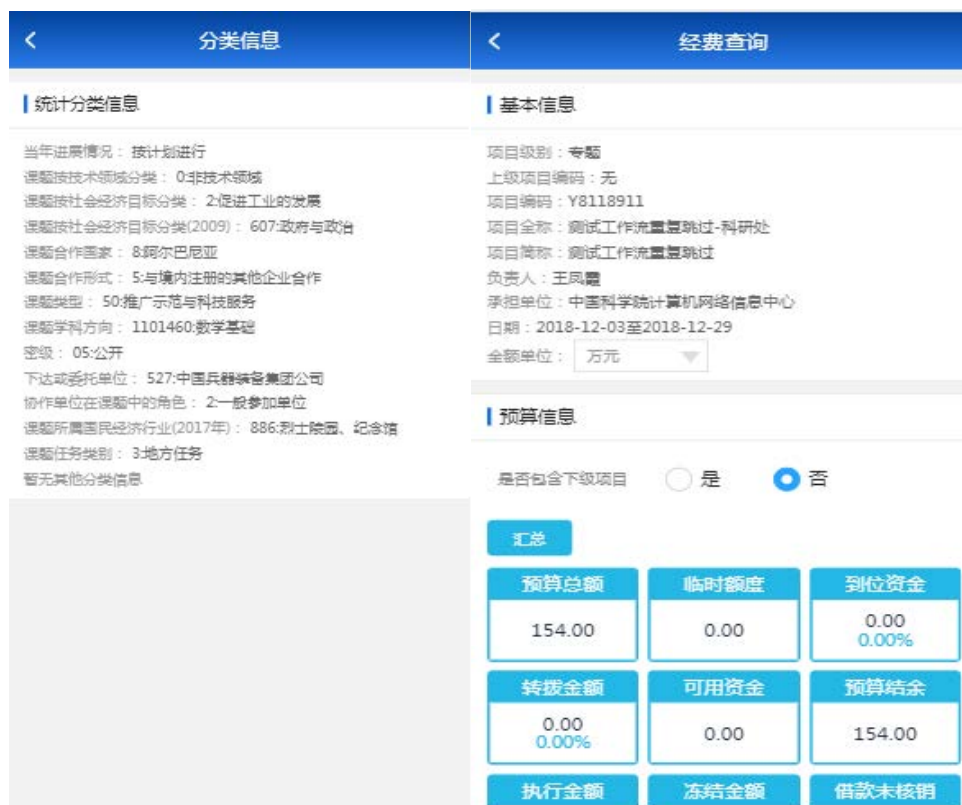 分类信息
统计分类信息
当年进展情况： 按计划进行
课题按技术领域分类： 0:非技术领域
课题按社会经济目标分类： 2:促进工业的发展
课题按社会经济目标分类(2009)： 607:政府与政治
课题合作国家： 8:阿尔巴尼亚
课题合作形式： 5:与境内注册的其他企业合作
课题类型： 50:推广示范与科技服务
课题学科方向： 1101460:数学基础
密级： 05:公开
下达或委托单位： 527:中国兵器装备集团公司
协作单位在课题中的角色： 2:一般参加单位
课题所属国民经济行业(2017年)： 886:烈士陵园、纪念馆
课题任务类别： 3:地方任务
暂无其他分类信息
经费查询
基本信息
项目级别：专题
上级项目编码：无
项目编码：Y8118911
项目全称：测试工作流重复跳过-科研处
项目简称：测试工作流重复跳过
负责人：王凤霞
承担单位：中国科学院计算机网络信息中心
日期：2018-12-03至2018-12-29
金额单位： 万元
预算信息
是否包含下级项目 是 否
汇总
预算总额 临时额度 到位资金
154.00 0.00 0.00
0.00%
转拨金额 可用资金 预算结余
0.00 0.00 154.00
0.00%
执行金额 冻结金额 借款未核销